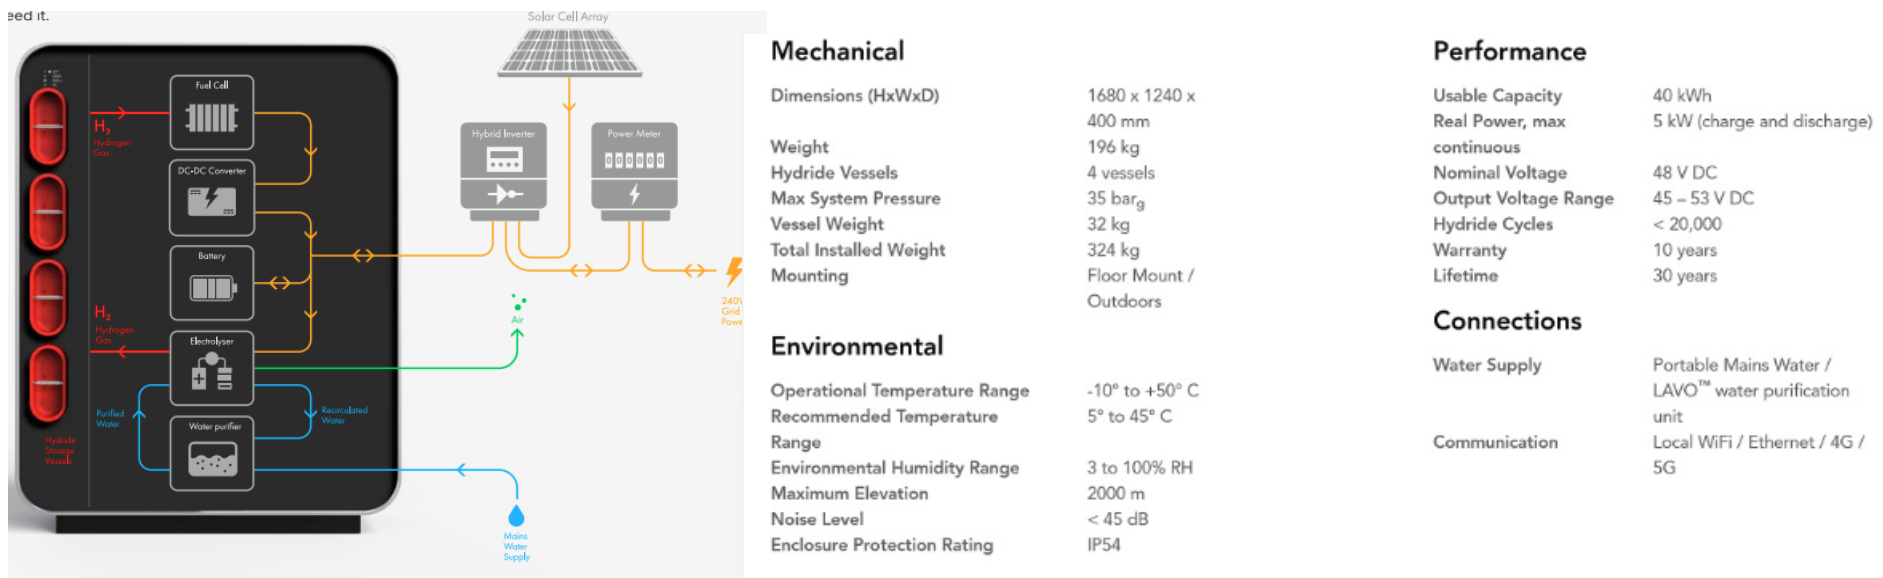 eed it.
Solar Cell Array
Fuel Cell
H2
Hydrogen
Gas
DC-DC Converter
Hybrid Inverter
Power Meter
000000
Battery
240V
Grid
Powe
H2
Hydrogen
Gas
Air
Electrolyser
Purified
Water
Recirculated
Water
Water purifier
Hydride
Storage
Vessels
Mains
Water
Supply
Mechanical
Dimensions (HxWxD) 1680 x 1240 x
400 mm
Weight 196 kg
Hydride Vessels 4 vessels
Max System Pressure 35 barg
Vessel Weight 32 kg
Total Installed Weight 324 kg
Mounting Floor Mount /
Outdoors
Environmental
Operational Temperature Range -10° to +50° C
Recommended Temperature 5° to 45° C
Range
Environmental Humidity Range 3 to 100% RH
Maximum Elevation 2000 m
Noise Level < 45 dB
Enclosure Protection Rating IP54
Performance
Usable Capacity 40 kWh
Real Power, max 5 kW (charge and discharge)
continuous
Nominal Voltage 48 V DC
Output Voltage Range 45 – 53 V DC
Hydride Cycles < 20,000
Warranty 10 years
Lifetime 30 years
Connections
Water Supply Portable Mains Water /
LAVO™ water purification
unit
Communication Local WiFi / Ethernet / 4G /
5G